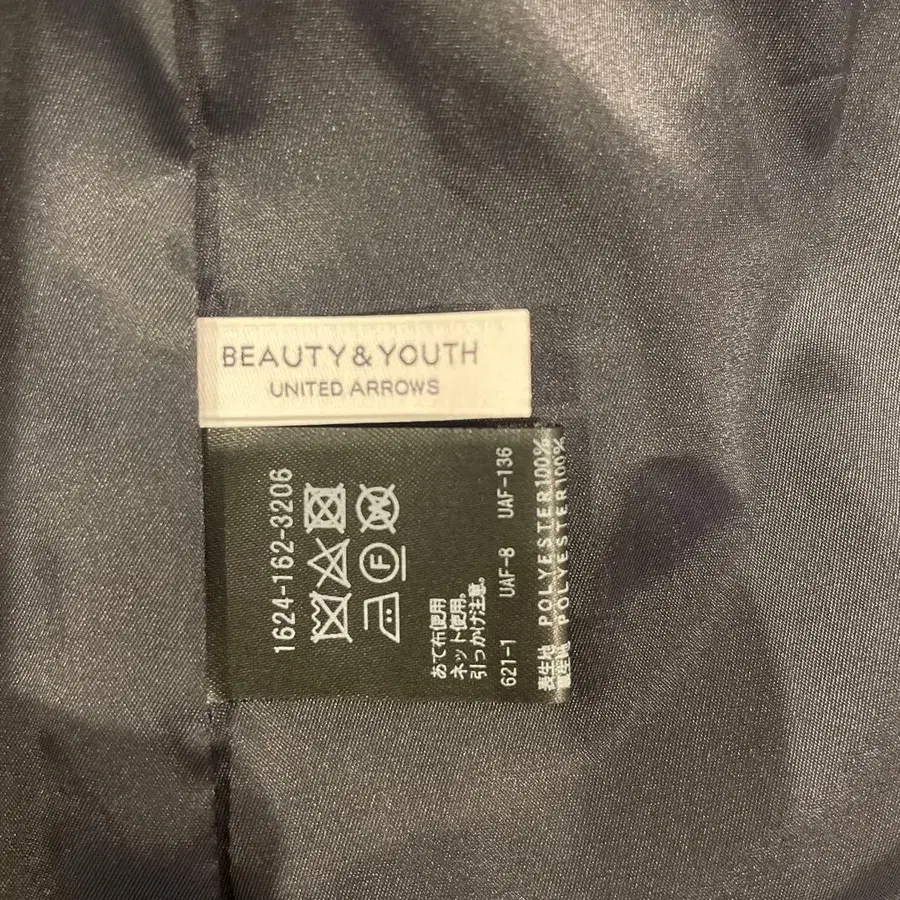 BEAUTY & YOUTH
UNITED ARROWS
1624-162-3206
W
F
あて布使用
ネット使用。
引っかけ注意。
621-1 UAF-8 UAF-136
表生地 POLYESTER100%
裏生地 POLYESTER100%